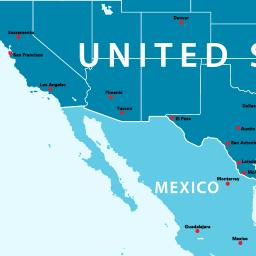 Denver
Sacramento
UNITED S
San Francisco
Los Angeles
Phoenix
Tucson
Dallas
El Paso
Austin
San Antonio
Laredo
Monterrey
MEXICO
Guadalajara
Mexico